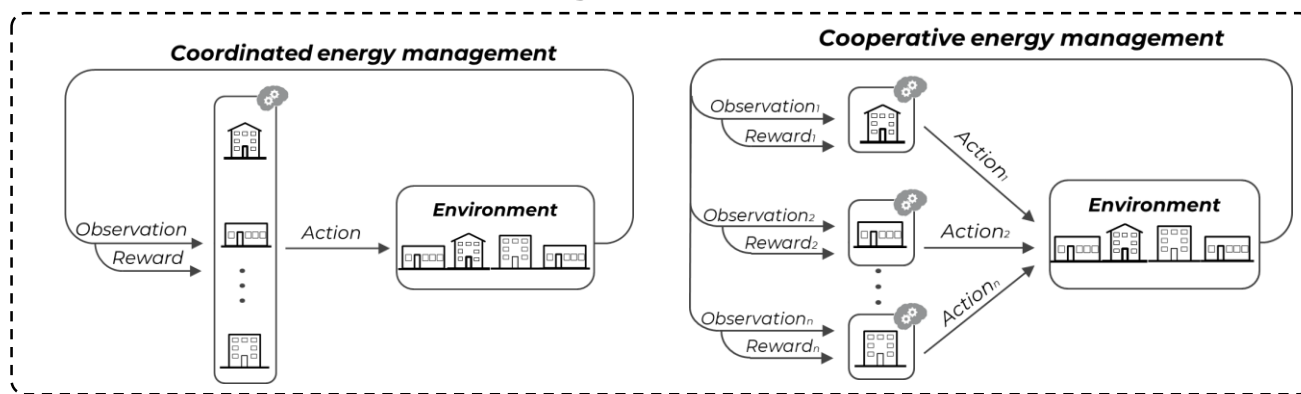 Coordinated energy management
Observation
Reward
Action
Environment
Cooperative energy management
Observation₁
Reward₁
Action₁
Observation₂
Reward₂
Action₂
Environment
Observationₙ
Rewardₙ
Actionₙ